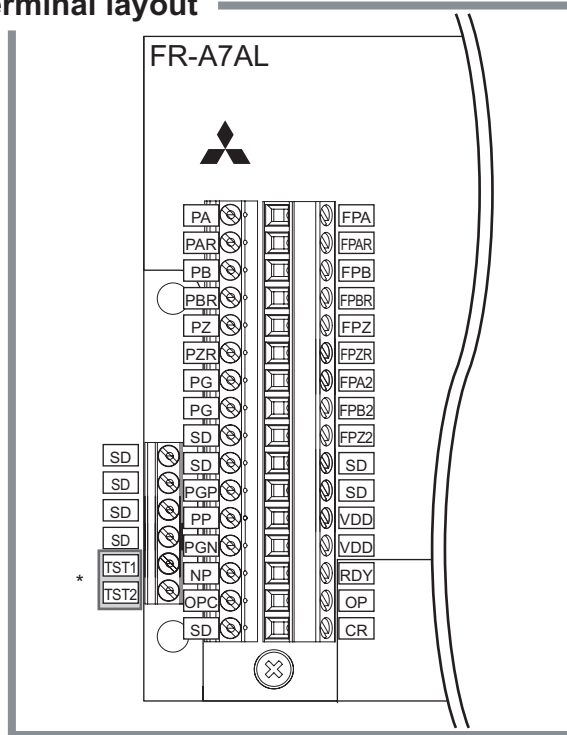 erminal layout
FR-A7AL
PA
PAR
PB
PBR
PZ
PZR
PG
PG
SD
SD
PGP
PP
PGN
NP
OPC
SD
FPA
FPAR
FPB
FPBR
FPZ
FPZR
FPA2
FPB2
FPZ2
SD
SD
VDD
VDD
RDY
OP
CR
SD
SD
SD
SD
TST1
TST2
*